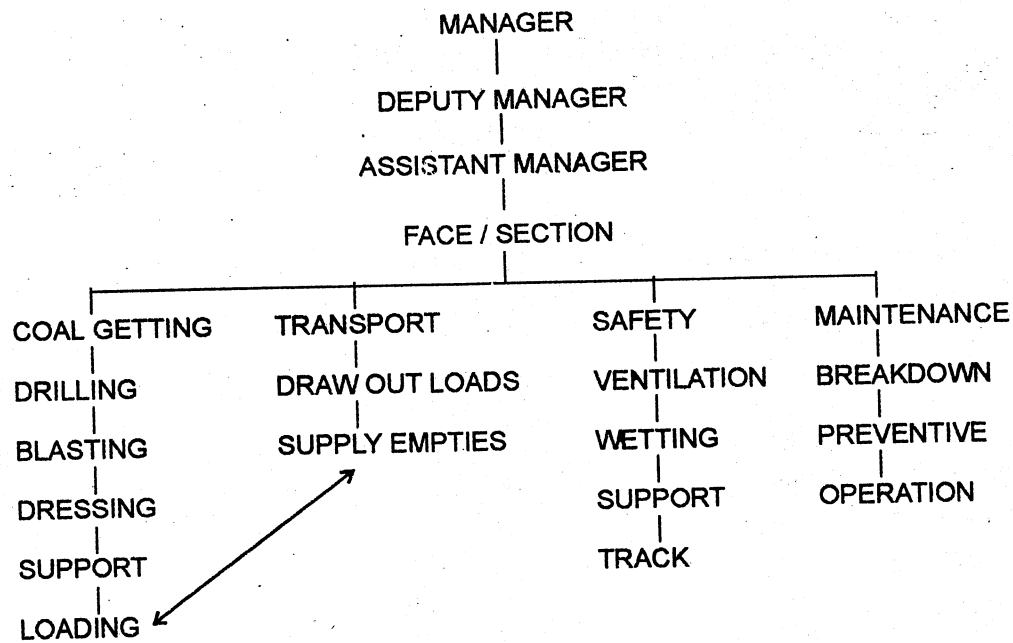 MANAGER
DEPUTY MANAGER
ASSISTANT MANAGER
FACE / SECTION
COAL GETTING
DRILLING
BLASTING
DRESSING
SUPPORT
LOADING
TRANSPORT
DRAW OUT LOADS
SUPPLY EMPTIES
SAFETY
VENTILATION
WETTING
SUPPORT
TRACK
MAINTENANCE
BREAKDOWN
PREVENTIVE
OPERATION